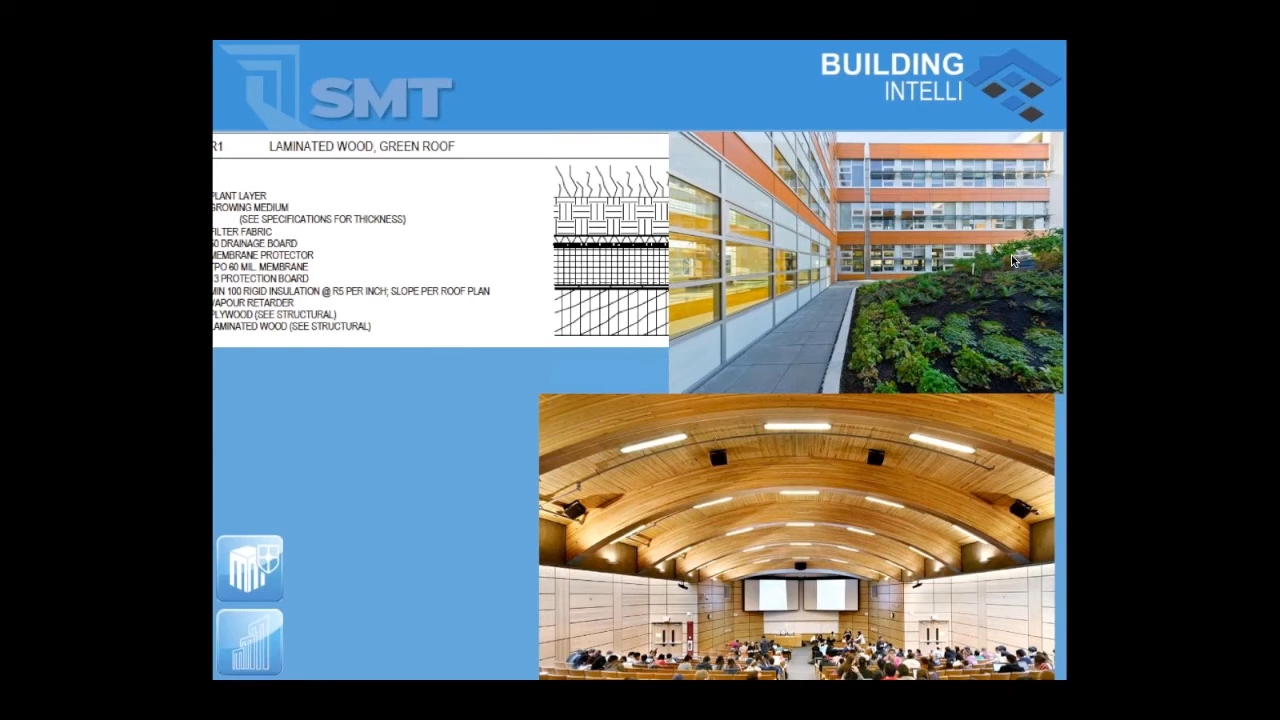 SMT
BUILDING
INTELLI
R1 LAMINATED WOOD, GREEN ROOF
PLANT LAYER
GROWING MEDIUM
(SEE SPECIFICATIONS FOR THICKNESS)
FILTER FABRIC
60 DRAINAGE BOARD
MEMBRANE PROTECTOR
TPO 60 MIL. MEMBRANE
13 PROTECTION BOARD
MIN 100 RIGID INSULATION @ R5 PER INCH; SLOPE PER ROOF PLAN
VAPOUR RETARDER
PLYWOOD (SEE STRUCTURAL)
LAMINATED WOOD (SEE STRUCTURAL)